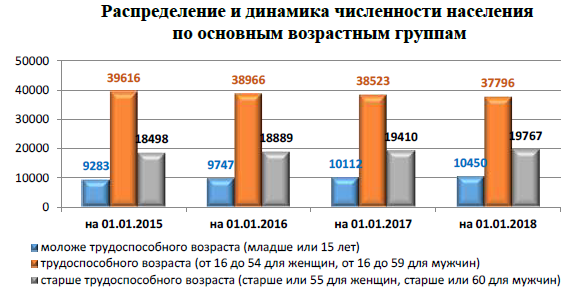 Распределение и динамика численности населения
по основным возрастным группам
50000
40000
30000
20000
10000
0
39616
38966
38523
37796
9283
18498
9747
18889
10112
19410
10450
19767
на 01.01.2015
на 01.01.2016
на 01.01.2017
на 01.01.2018
моложе трудоспособного возраста (младше или 15 лет)
трудоспособного возраста (от 16 до 54 для женщин, от 16 до 59 для мужчин)
старше трудоспособного возраста (старше или 55 для женщин, старше или 60 для мужчин)